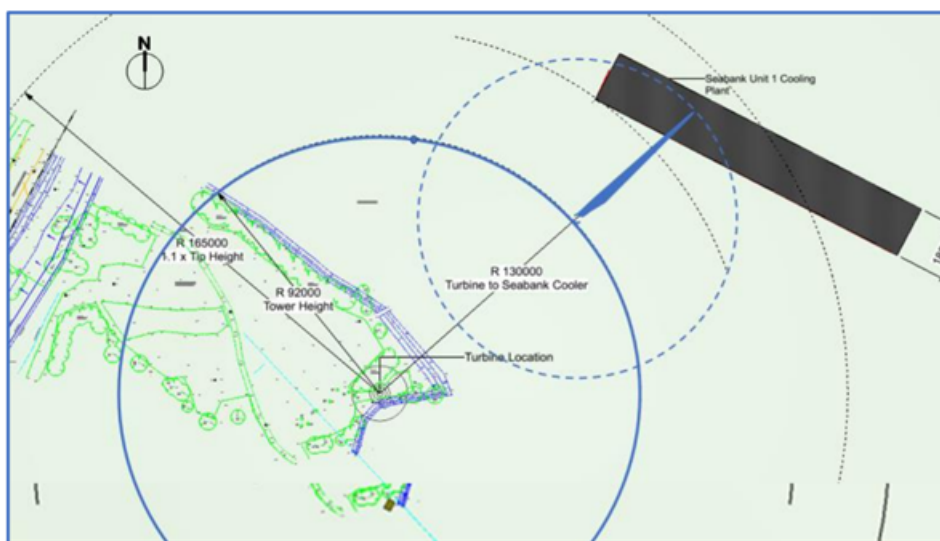 N
Seabank Unit 1 Cooling
Plant
R 165000
1.1 x Tip Height
R 92000
Tower Height
R 130000
Turbine to Seabank Cooler
Turbine Location